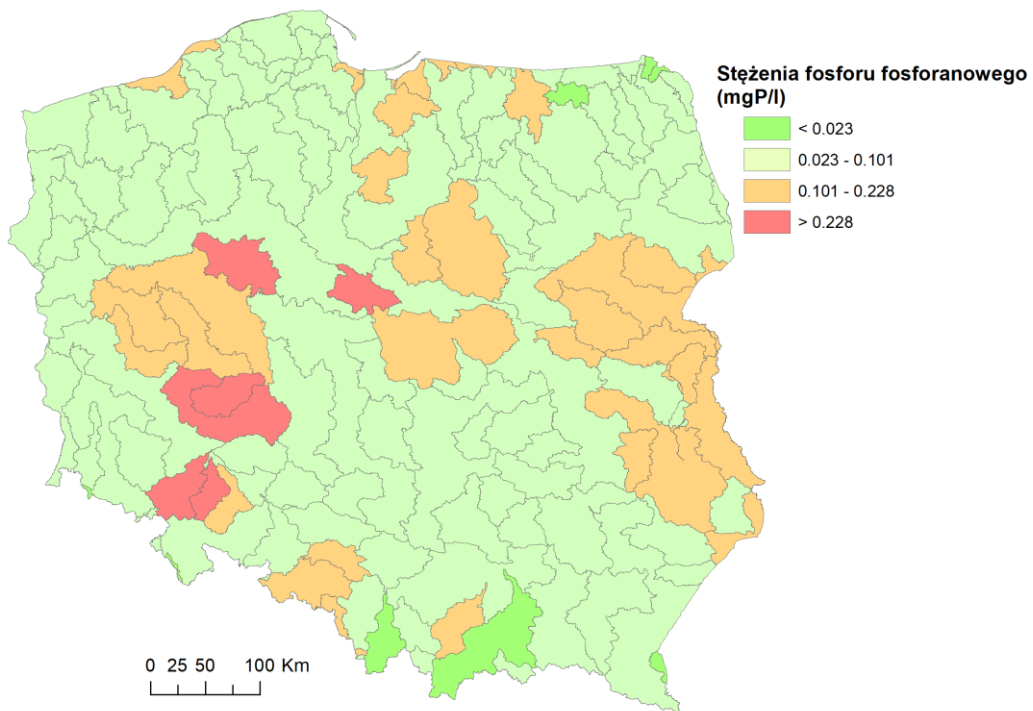 Stężenia fosforu fosforanowego
(mgP/l)
< 0.023
0.023 - 0.101
0.101 - 0.228
> 0.228
0 25 50 100 Km